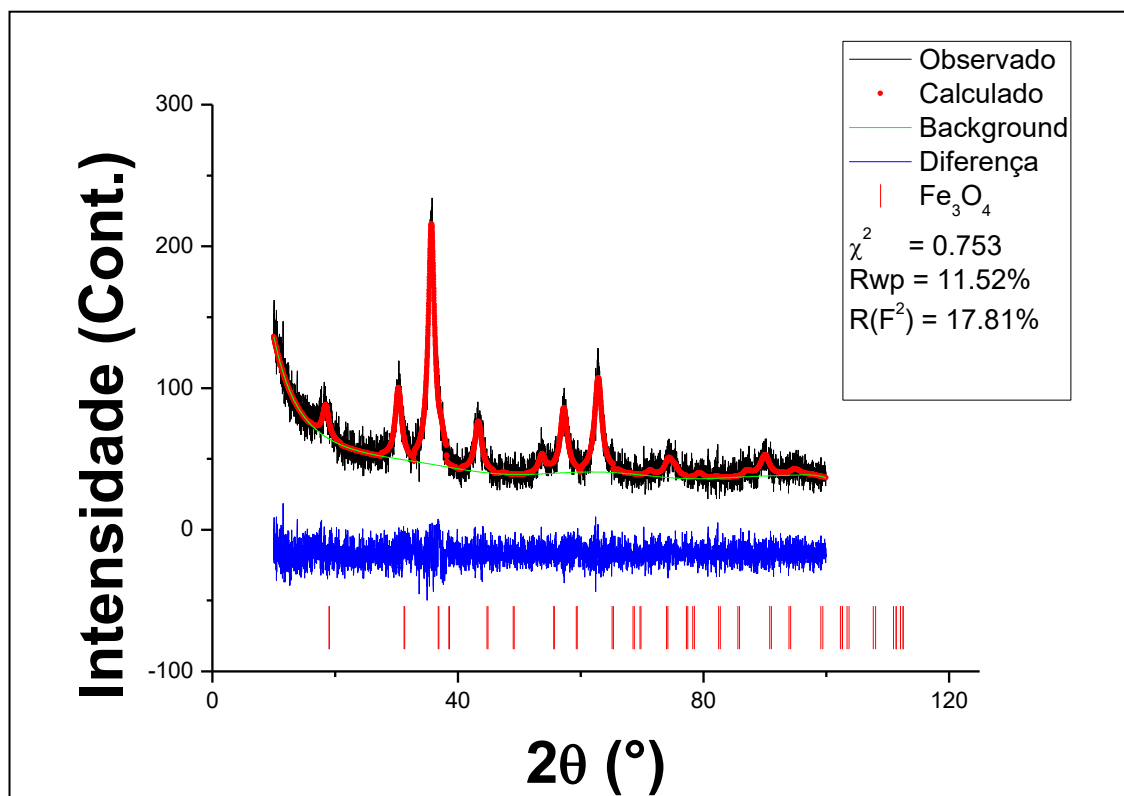 Observado
Calculado
Background
Diferença
Fe₃O₄
χ² = 0.753
Rwp = 11.52%
R(F²) = 17.81%
Intensidade (Cont.)
300
200
100
0
-100
0 40 80 120
2θ (°)